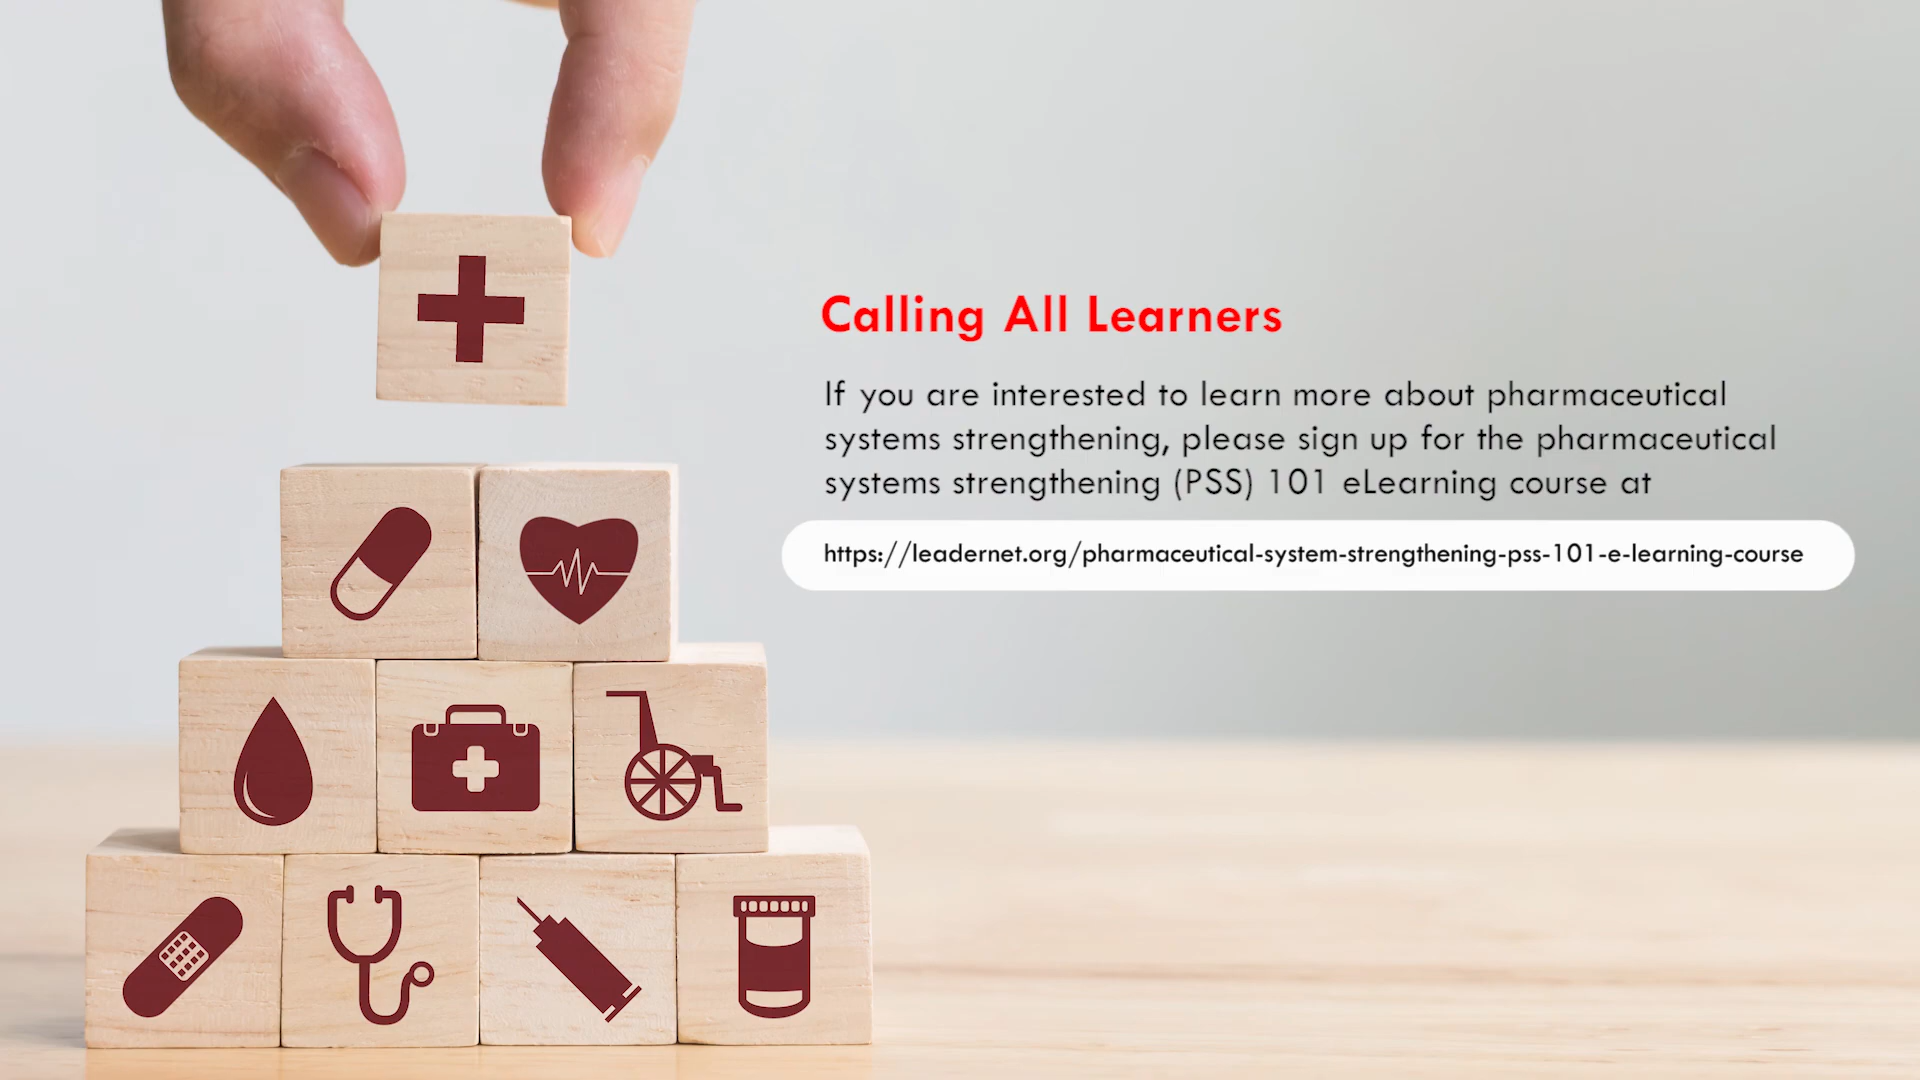 Calling All Learners
If you are interested to learn more about pharmaceutical
systems strengthening, please sign up for the pharmaceutical
systems strengthening (PSS) 101 eLearning course at
https://leadernet.org/pharmaceutical-system-strengthening-pss-101-e-learning-course